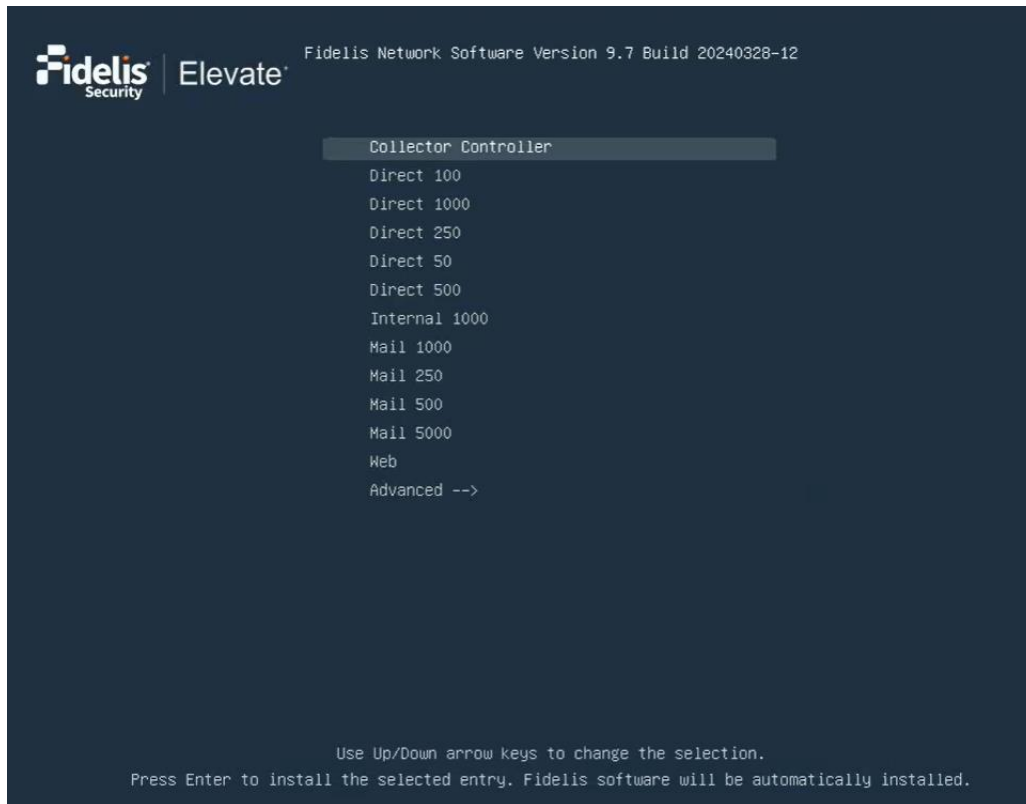 Fidelis Security | Elevate
Fidelis Network Software Version 9.7 Build 20240328-12
Collector Controller
Direct 100
Direct 1000
Direct 250
Direct 50
Direct 500
Internal 1000
Mail 1000
Mail 250
Mail 500
Mail 5000
Web
Advanced -->
Use Up/Down arrow keys to change the selection.
Press Enter to install the selected entry. Fidelis software will be automatically installed.